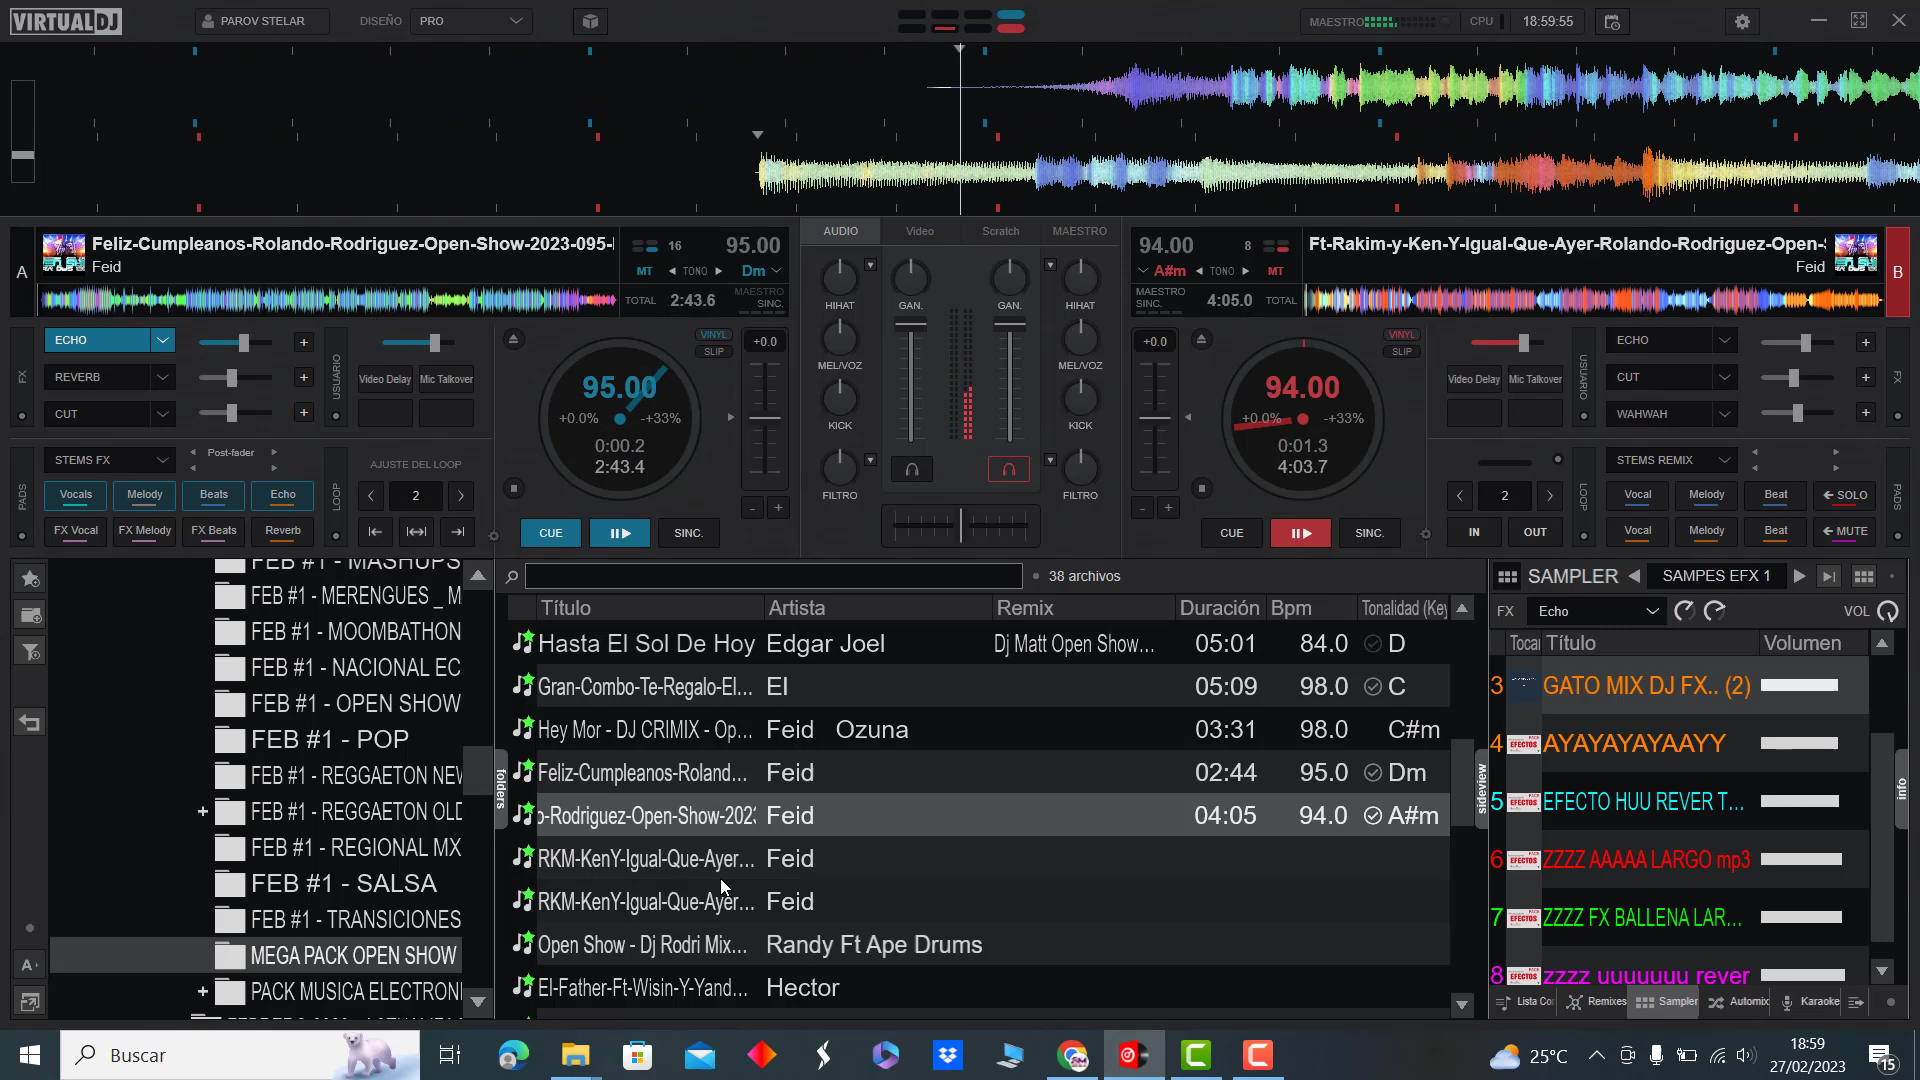 VIRTUALDJ
PAROV STELAR
DISEÑO
PRO
MAESTRO
CPU
18:59:55
A
Feliz-Cumpleanos-Rolando-Rodriguez-Open-Show-2023-095-
Feid
16
95.00
MT
TONO
Dm
TOTAL
2:43.6
MAESTRO
SINC.
AUDIO
Video
Scratch
MAESTRO
94.00
8
A#m
TONO
MT
MAESTRO
SINC.
4:05.0
TOTAL
Ft-Rakim-y-Ken-Y-Igual-Que-Ayer-Rolando-Rodriguez-Open-
Feid
B
FX
ECHO
REVERB
CUT
USUARIO
Video Delay
Mic Talkover
VINYL
SLIP
95.00
+0.0%
-+33%
0:00.2
2:43.4
+0.0
HIHAT
GAN.
GAN.
HIHAT
MEL/VOZ
MEL/VOZ
KICK
KICK
FILTRO
FILTRO
+0.0
VINYL
SLIP
94.00
+0.0%
-+33%
0:01.3
4:03.7
Video Delay
Mic Talkover
USUARIO
ECHO
CUT
WAHWAH
FX
PADS
STEMS FX
Post-fader
Vocals
Melody
Beats
Echo
FX Vocal
FX Melody
FX Beats
Reverb
LOOP
AJUSTE DEL LOOP
2
CUE
SINC.
CUE
SINC.
2
IN
OUT
LOOP
STEMS REMIX
Vocal
Melody
Beat
SOLO
Vocal
Melody
Beat
MUTE
PADS
FEB #1 - MASHUPS
FEB #1 - MERENGUES _ M
FEB #1 - MOOMBATHON
FEB #1 - NACIONAL EC
FEB #1 - OPEN SHOW
FEB #1 - POP
FEB #1 - REGGAETON NEW
FEB #1 - REGGAETON OLD
FEB #1 - REGIONAL MX
FEB #1 - SALSA
FEB #1 - TRANSICIONES
MEGA PACK OPEN SHOW
PACK MUSICA ELECTRONI
folders
38 archivos
Título
Artista
Remix
Duración
Bpm
Tonalidad (Key
Hasta El Sol De Hoy
Edgar Joel
Dj Matt Open Show...
05:01
84.0
D
Gran-Combo-Te-Regalo-El...
El
05:09
98.0
C
Hey Mor - DJ CRIMIX - Op...
Feid Ozuna
03:31
98.0
C#m
Feliz-Cumpleanos-Roland...
Feid
02:44
95.0
Dm
o-Rodriguez-Open-Show-2023
Feid
04:05
94.0
A#m
RKM-KenY-Igual-Que-Ayer...
Feid
RKM-KenY-Igual-Que-Ayer...
Feid
Open Show - Dj Rodri Mix...
Randy Ft Ape Drums
El-Father-Ft-Wisin-Y-Yand...
Hector
sideview
SAMPLER
SAMPES EFX 1
FX
Echo
VOL
Tocar
Título
Volumen
3
GATO MIX DJ FX.. (2)
4
EFECTOS
AYAYAYAYAAYY
5
EFECTOS
EFECTO HUU REVER T...
6
EFECTOS
ZZZZ AAAAA LARGO mp3
7
EFECTOS
ZZZZ FX BALLENA LAR...
8
EFECTOS
zzzz uuuuuuu rever
info
Lista Co
Remixes
Sampler
Automix
Karaoke
Buscar
25°C
18:59
27/02/2023
15